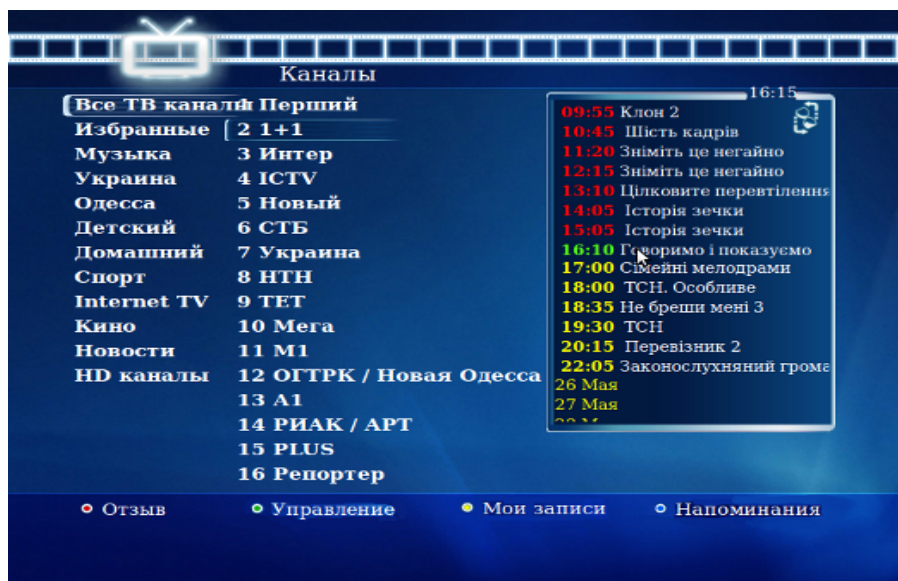 Каналы
16:15
Все ТВ каналы
Избранные
Музыка
Украина
Одесса
Детский
Домашний
Спорт
Internet TV
Кино
Новости
HD каналы
1 Перший
2 1+1
3 Интер
4 ICTV
5 Новый
6 СТБ
7 Украина
8 НТН
9 ТЕТ
10 Мега
11 М1
12 ОГТРК / Новая Одесса
13 А1
14 РИАК / АРТ
15 PLUS
16 Репортер
09:55 Клон 2
10:45 Шість кадрів
11:20 Зніміть це негайно
12:15 Зніміть це негайно
13:10 Цілковите перевтілення
14:05 Історія зечки
15:05 Історія зечки
16:10 Говоримо і показуємо
17:00 Сімейні мелодрами
18:00 ТСН. Особливе
18:35 Не бреши мені 3
19:30 ТСН
20:15 Перевізник 2
22:05 Законослухняний грома
26 Мая
27 Мая
Отзыв
Управление
Мои записи
Напоминания